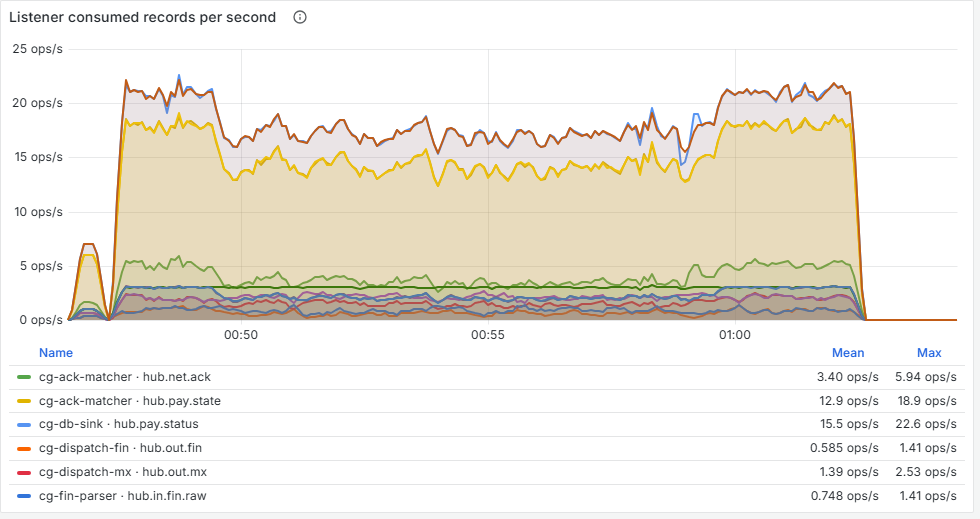 Listener consumed records per second
25 ops/s
20 ops/s
15 ops/s
10 ops/s
5 ops/s
0 ops/s
00:50 00:55 01:00
Name Mean Max
cg-ack-matcher · hub.net.ack 3.40 ops/s 5.94 ops/s
cg-ack-matcher · hub.pay.state 12.9 ops/s 18.9 ops/s
cg-db-sink · hub.pay.status 15.5 ops/s 22.6 ops/s
cg-dispatch-fin · hub.out.fin 0.585 ops/s 1.41 ops/s
cg-dispatch-mx · hub.out.mx 1.39 ops/s 2.53 ops/s
cg-fin-parser · hub.in.fin.raw 0.748 ops/s 1.41 ops/s